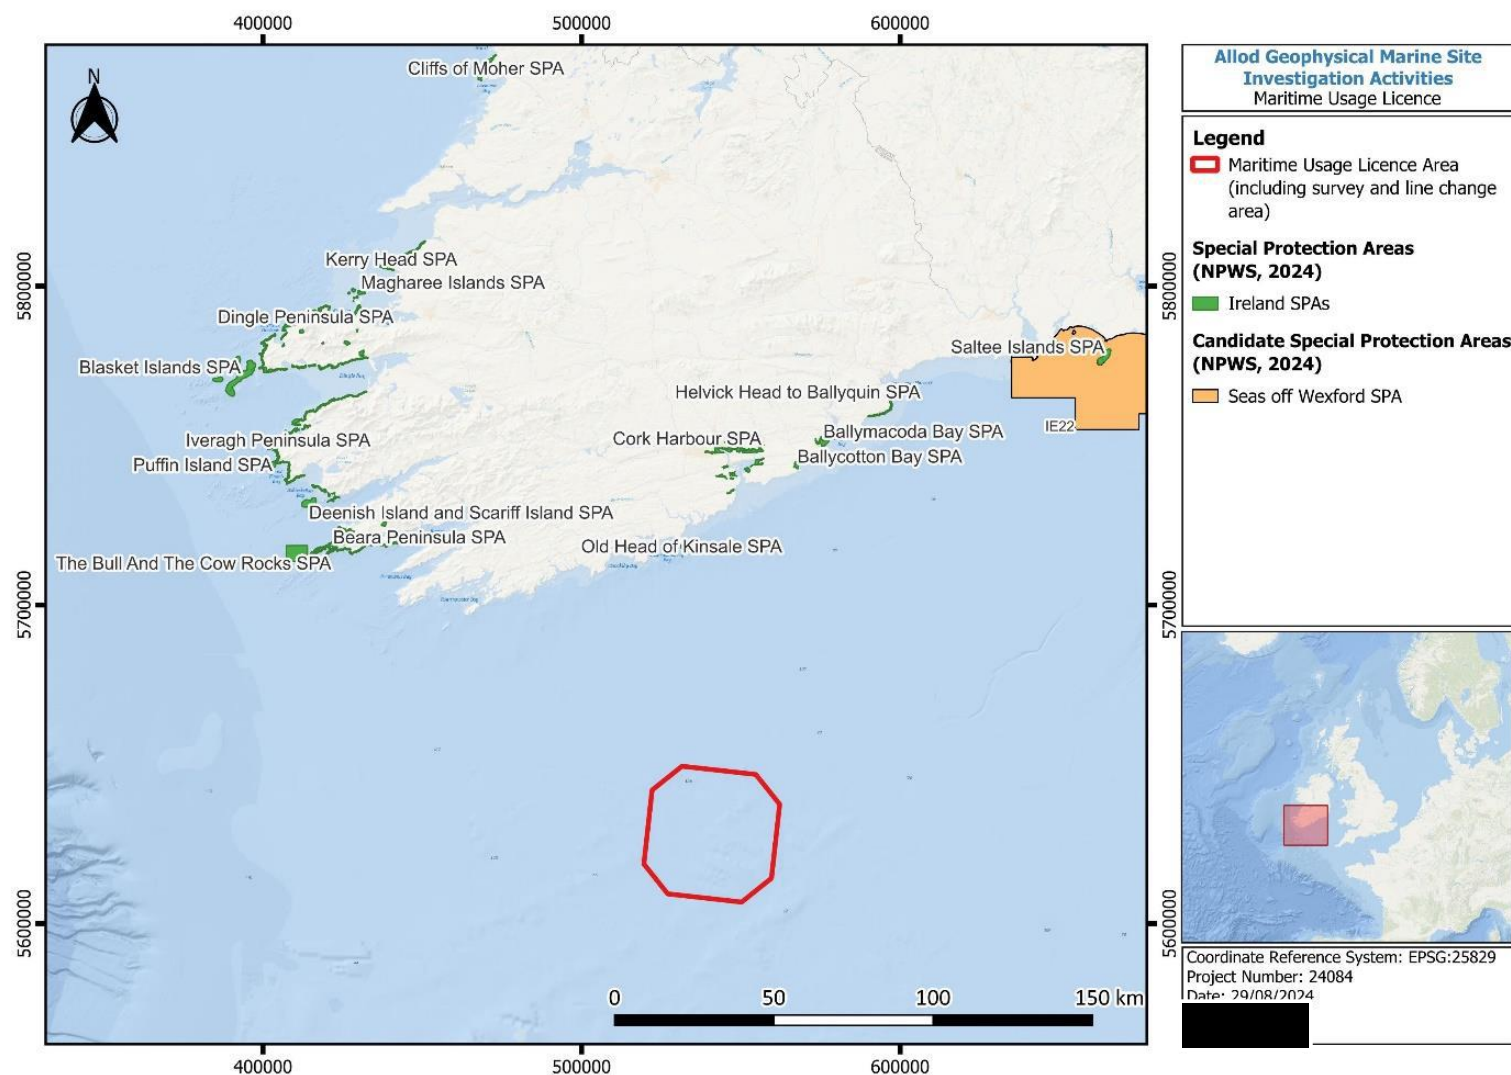 400000 500000 600000
Allod Geophysical Marine Site
Investigation Activities
Maritime Usage Licence
Legend
Maritime Usage Licence Area
(including survey and line change
area)
Special Protection Areas
(NPWS, 2024)
Ireland SPAs
Candidate Special Protection Areas
(NPWS, 2024)
Seas off Wexford SPA
N
Cliffs of Moher SPA
Kerry Head SPA
Magharee Islands SPA
Dingle Peninsula SPA
Blasket Islands SPA
Saltee Islands SPA
Helvick Head to Ballyquin SPA
IE22
Iveragh Peninsula SPA
Cork Harbour SPA
Ballymacoda Bay SPA
Puffin Island SPA
Ballycotton Bay SPA
Deenish Island and Scariff Island SPA
Beara Peninsula SPA
Old Head of Kinsale SPA
The Bull And The Cow Rocks SPA
5800000
5700000
5600000
5800000
5700000
5600000
0 50 100 150 km
400000 500000 600000
Coordinate Reference System: EPSG:25829
Project Number: 24084
Date: 29/08/2024